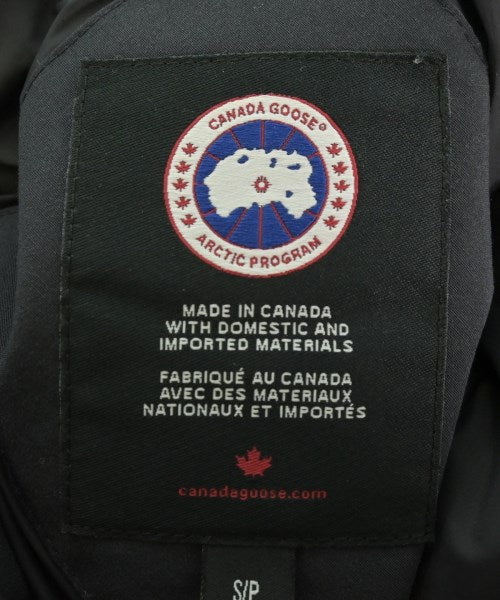 CANADA GOOSE®
ARCTIC PROGRAM
MADE IN CANADA
WITH DOMESTIC AND
IMPORTED MATERIALS
FABRIQUÉ AU CANADA
AVEC DES MATERIAUX
NATIONAUX ET IMPORTÉS
canadagoose.com
S/P